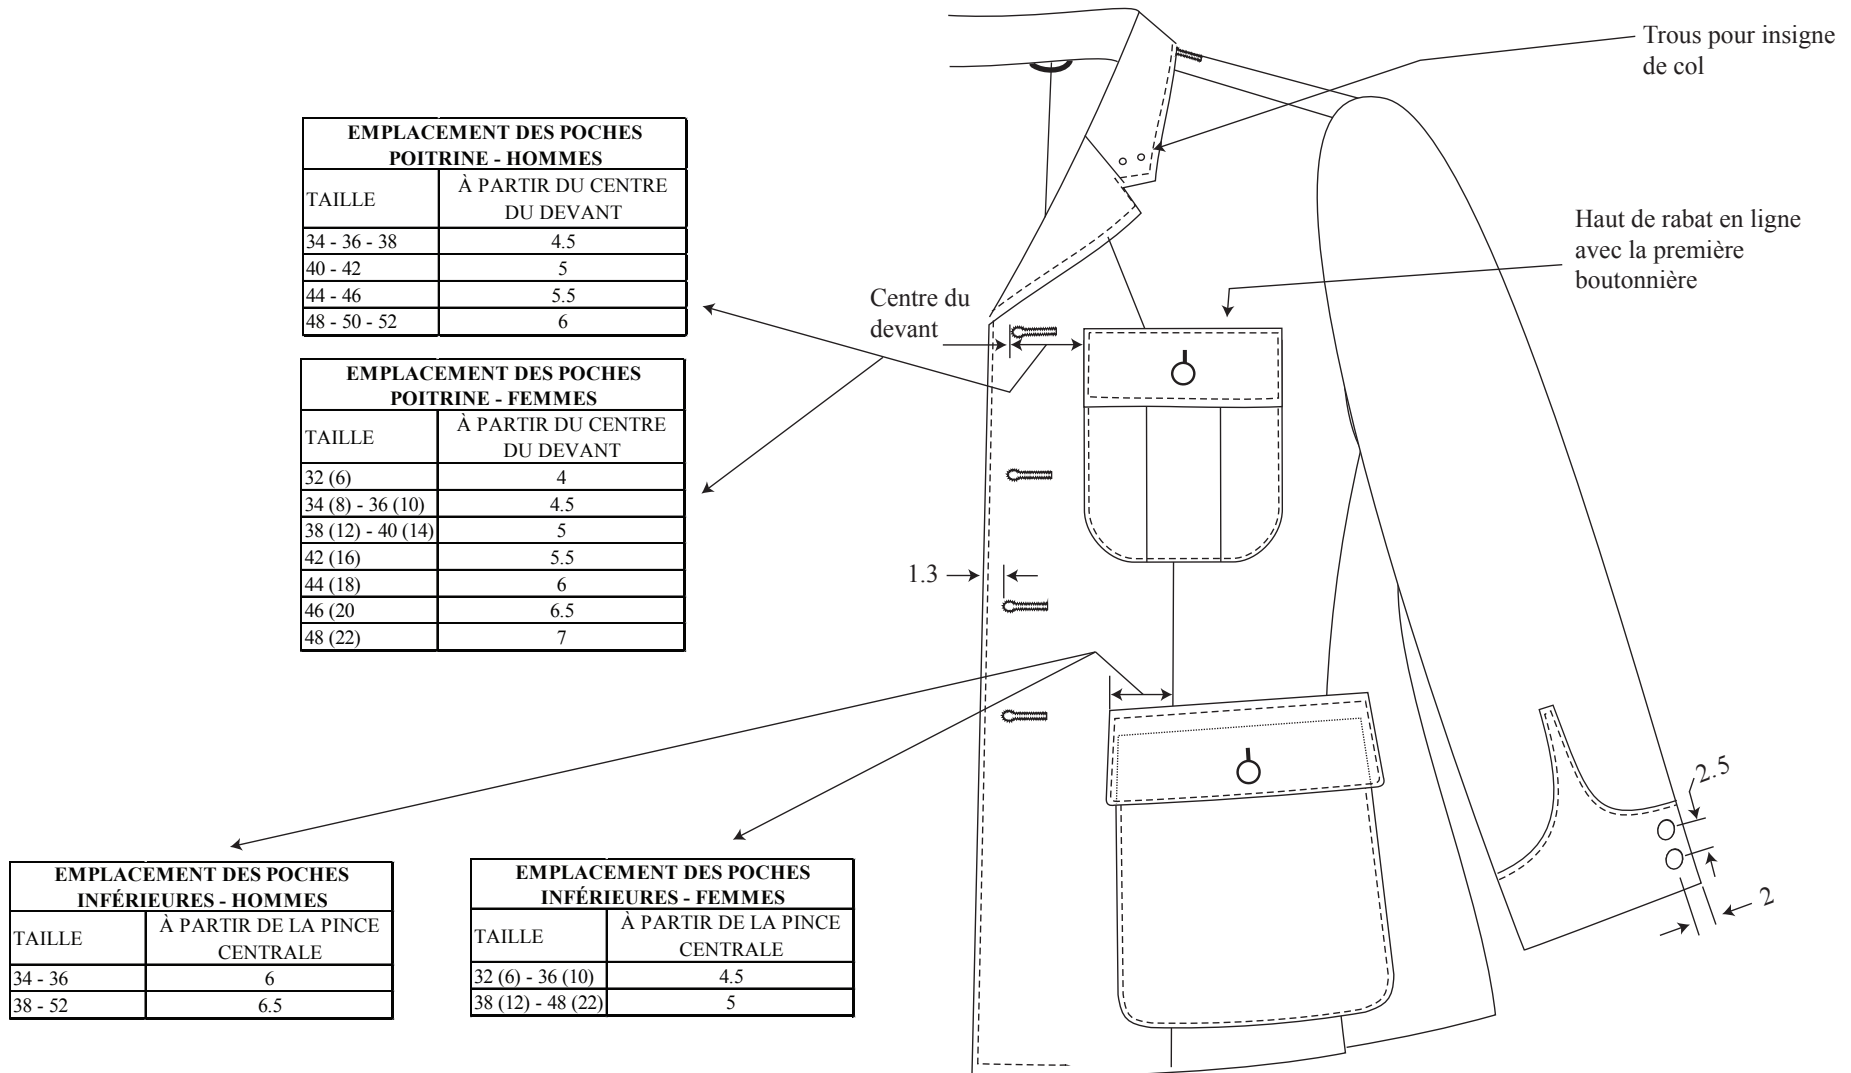 Trous pour insigne
de col
EMPLACEMENT DES POCHES
POITRINE - HOMMES
TAILLE À PARTIR DU CENTRE
DU DEVANT
34 - 36 - 38 4.5
40 - 42 5
44 - 46 5.5
48 - 50 - 52 6
Haut de rabat en ligne
avec la première
boutonnière
Centre du
devant
EMPLACEMENT DES POCHES
POITRINE - FEMMES
TAILLE À PARTIR DU CENTRE
DU DEVANT
32 (6) 4
34 (8) - 36 (10) 4.5
38 (12) - 40 (14) 5
42 (16) 5.5
44 (18) 6
46 (20 6.5
48 (22) 7
1.3
2.5
2
EMPLACEMENT DES POCHES
INFÉRIEURES - HOMMES
TAILLE À PARTIR DE LA PINCE
CENTRALE
34 - 36 6
38 - 52 6.5
EMPLACEMENT DES POCHES
INFÉRIEURES - FEMMES
TAILLE À PARTIR DE LA PINCE
CENTRALE
32 (6) - 36 (10) 4.5
38 (12) - 48 (22) 5